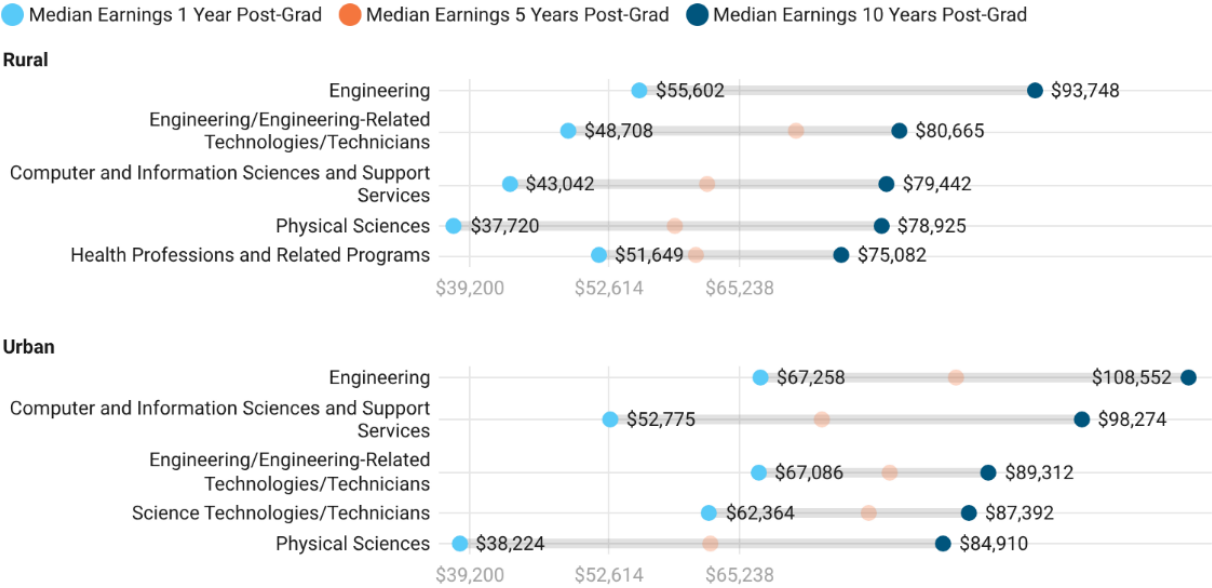 Median Earnings 1 Year Post-Grad Median Earnings 5 Years Post-Grad Median Earnings 10 Years Post-Grad
Rural
Engineering $55,602 $93,748
Engineering/Engineering-Related
Technologies/Technicians $48,708 $80,665
Computer and Information Sciences and Support
Services $43,042 $79,442
Physical Sciences $37,720 $78,925
Health Professions and Related Programs $51,649 $75,082
$39,200 $52,614 $65,238
Urban
Engineering $67,258 $108,552
Computer and Information Sciences and Support
Services $52,775 $98,274
Engineering/Engineering-Related
Technologies/Technicians $67,086 $89,312
Science Technologies/Technicians $62,364 $87,392
Physical Sciences $38,224 $84,910
$39,200 $52,614 $65,238